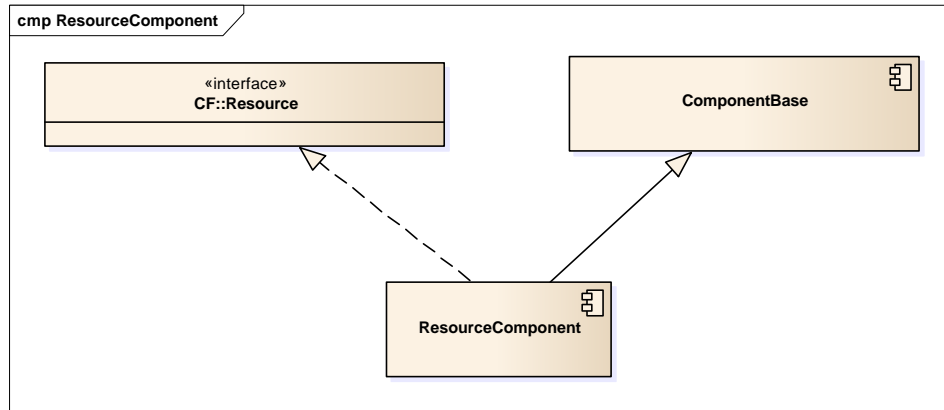 cmp ResourceComponent
«interface»
CF::Resource
ComponentBase
ResourceComponent